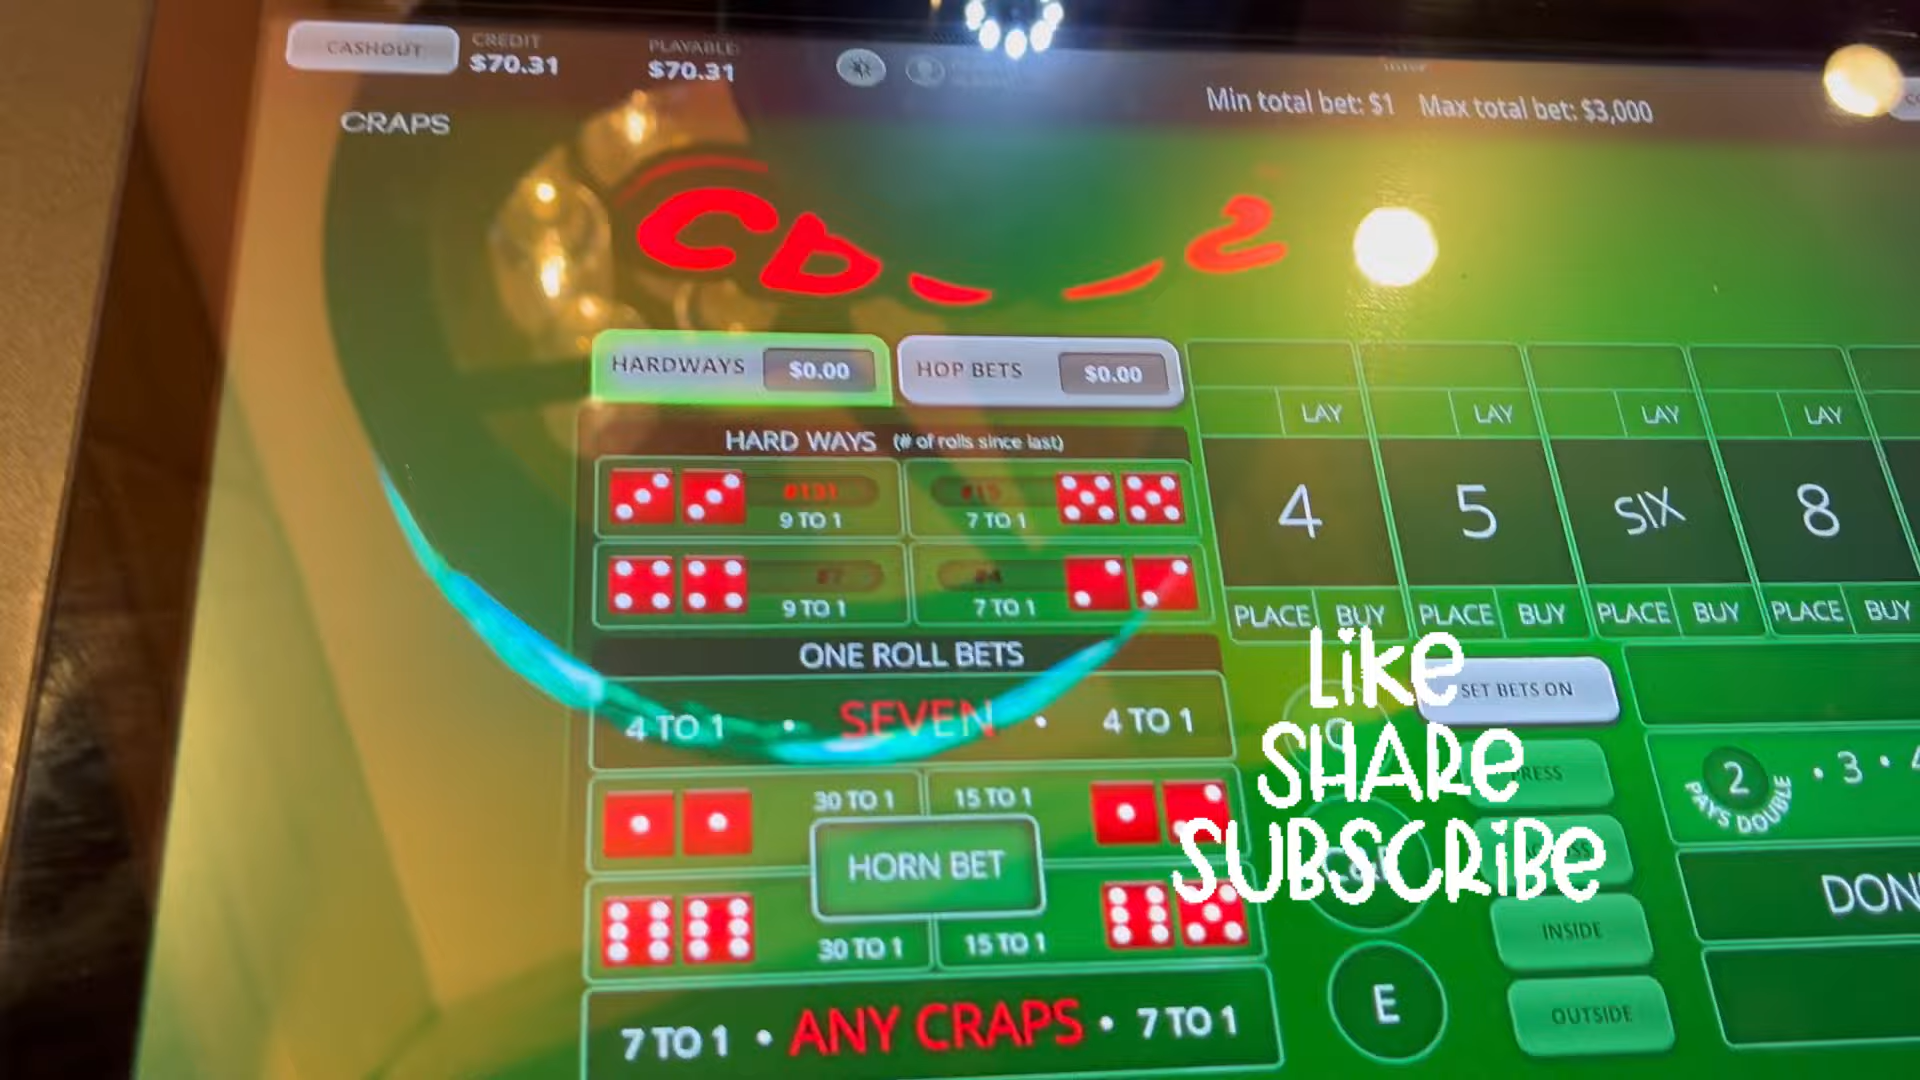 CASHOUT
CREDIT
$70.31
PLAYABLE:
$70.31
Min total bet: $1 Max total bet: $3,000
CRAPS
HARDWAYS $0.00
HOP BETS $0.00
HARD WAYS (# of rolls since last)
#131
9 TO 1
#15
7 TO 1
#7
9 TO 1
#4
7 TO 1
ONE ROLL BETS
4 TO 1 • SEVEN • 4 TO 1
30 TO 1
15 TO 1
HORN BET
30 TO 1
15 TO 1
7 TO 1 • ANY CRAPS • 7 TO 1
LAY
LAY
LAY
LAY
4
5
SIX
8
PLACE BUY
PLACE BUY
PLACE BUY
PLACE BUY
Like
SHARe
SUBSCRiBe
SET BETS ON
INSIDE
OUTSIDE
E
2 • 3 •
PAYS DOUBLE